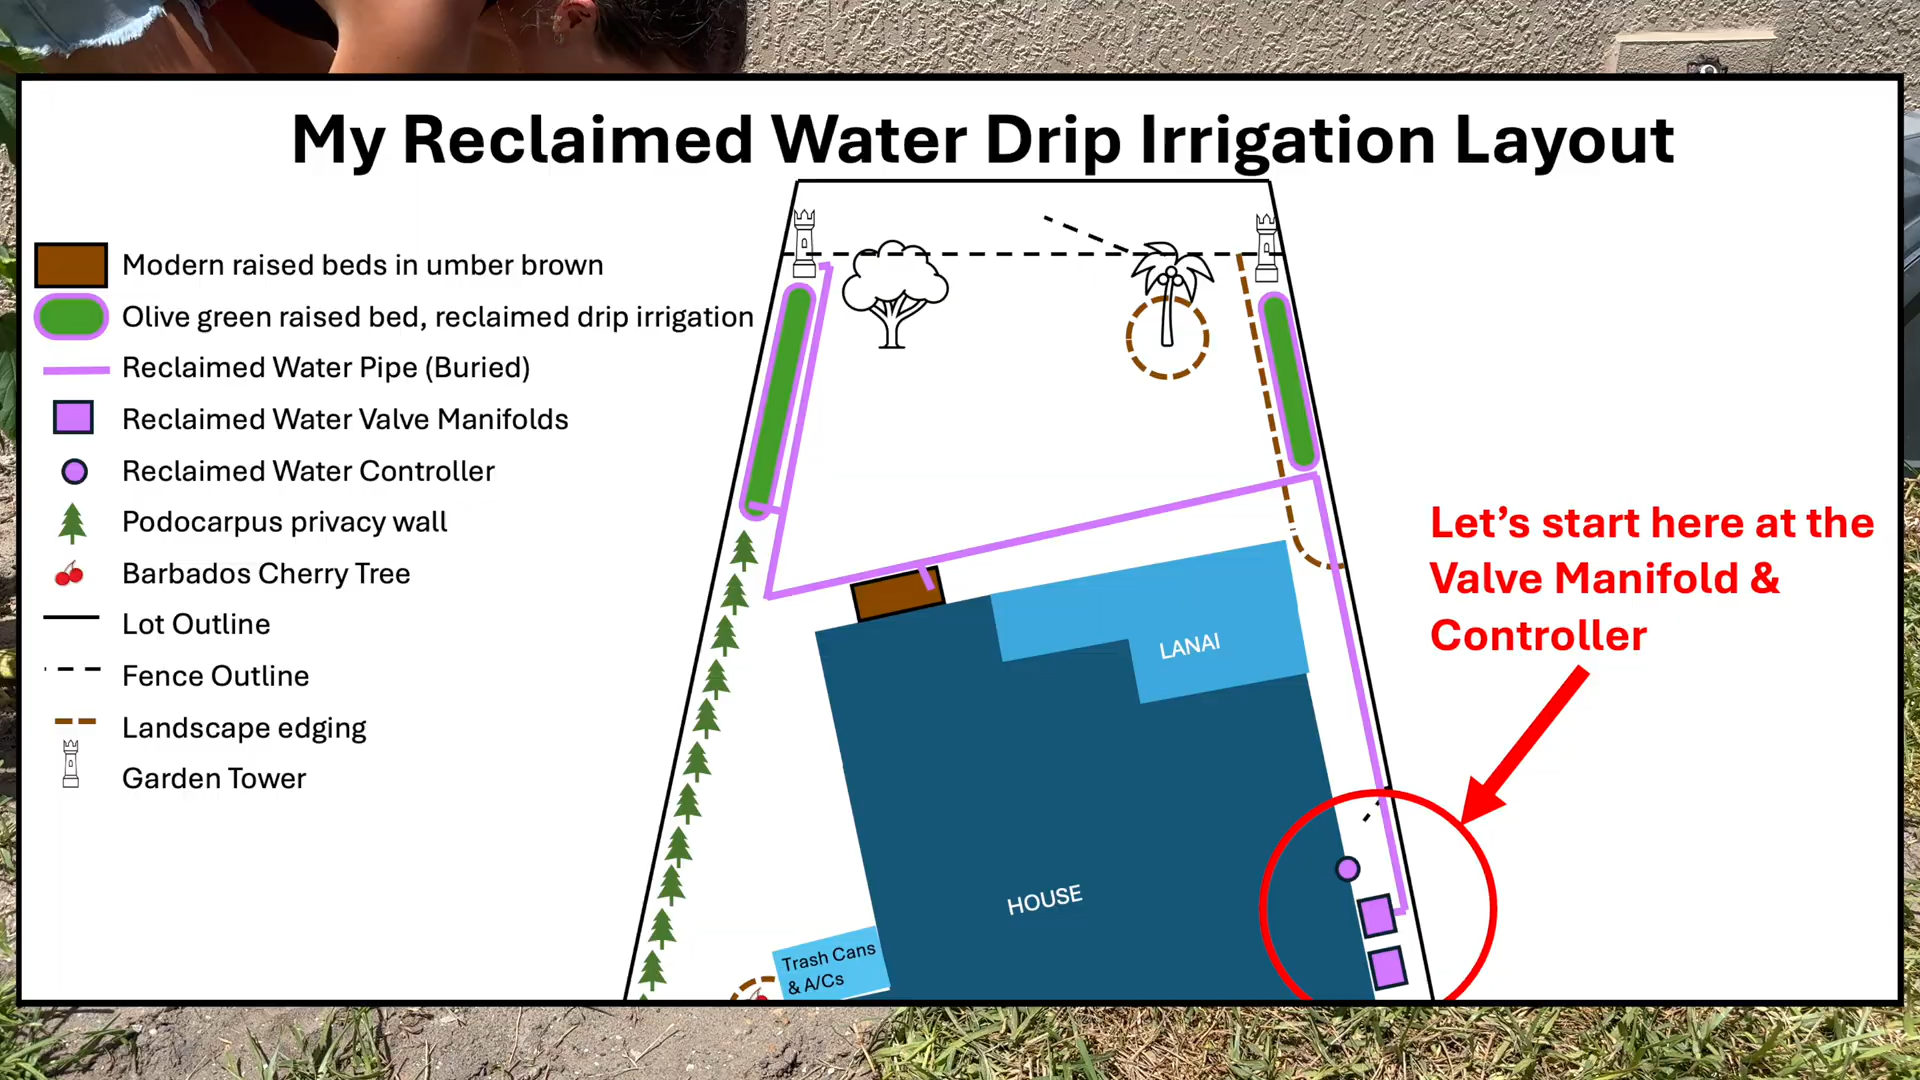 My Reclaimed Water Drip Irrigation Layout
Modern raised beds in umber brown
Olive green raised bed, reclaimed drip irrigation
Reclaimed Water Pipe (Buried)
Reclaimed Water Valve Manifolds
Reclaimed Water Controller
Podocarpus privacy wall
Barbados Cherry Tree
Lot Outline
Fence Outline
Landscape edging
Garden Tower
LANAI
HOUSE
Trash Cans
& A/Cs
Let's start here at the
Valve Manifold &
Controller